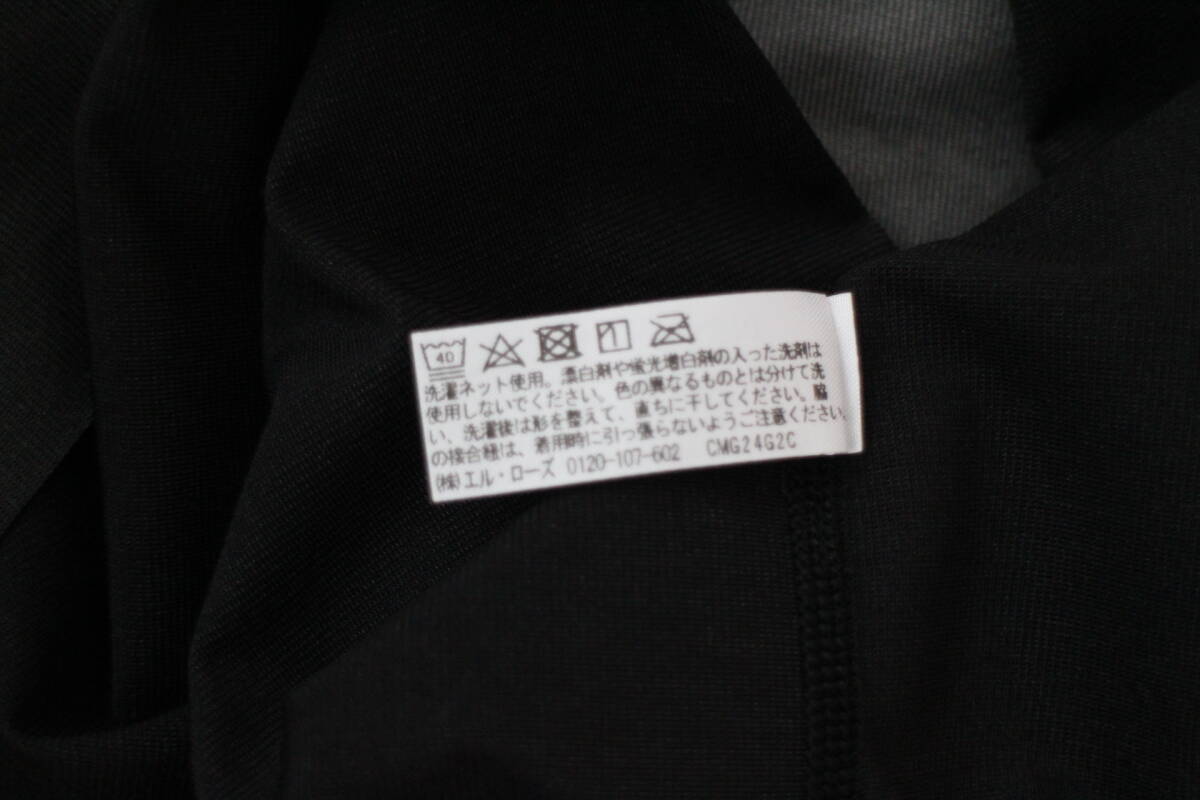 40
洗濯ネット使用。漂白剤や蛍光増白剤の入った洗剤は
使用しないでください。色の異なるものとは分けて洗
い、洗濯後は形を整えて、直ちに干してください。脇
の接合紐は、着用時に引っ張らないようご注意ください。
(株)エル・ローズ 0120-107-602 CMG24G2C